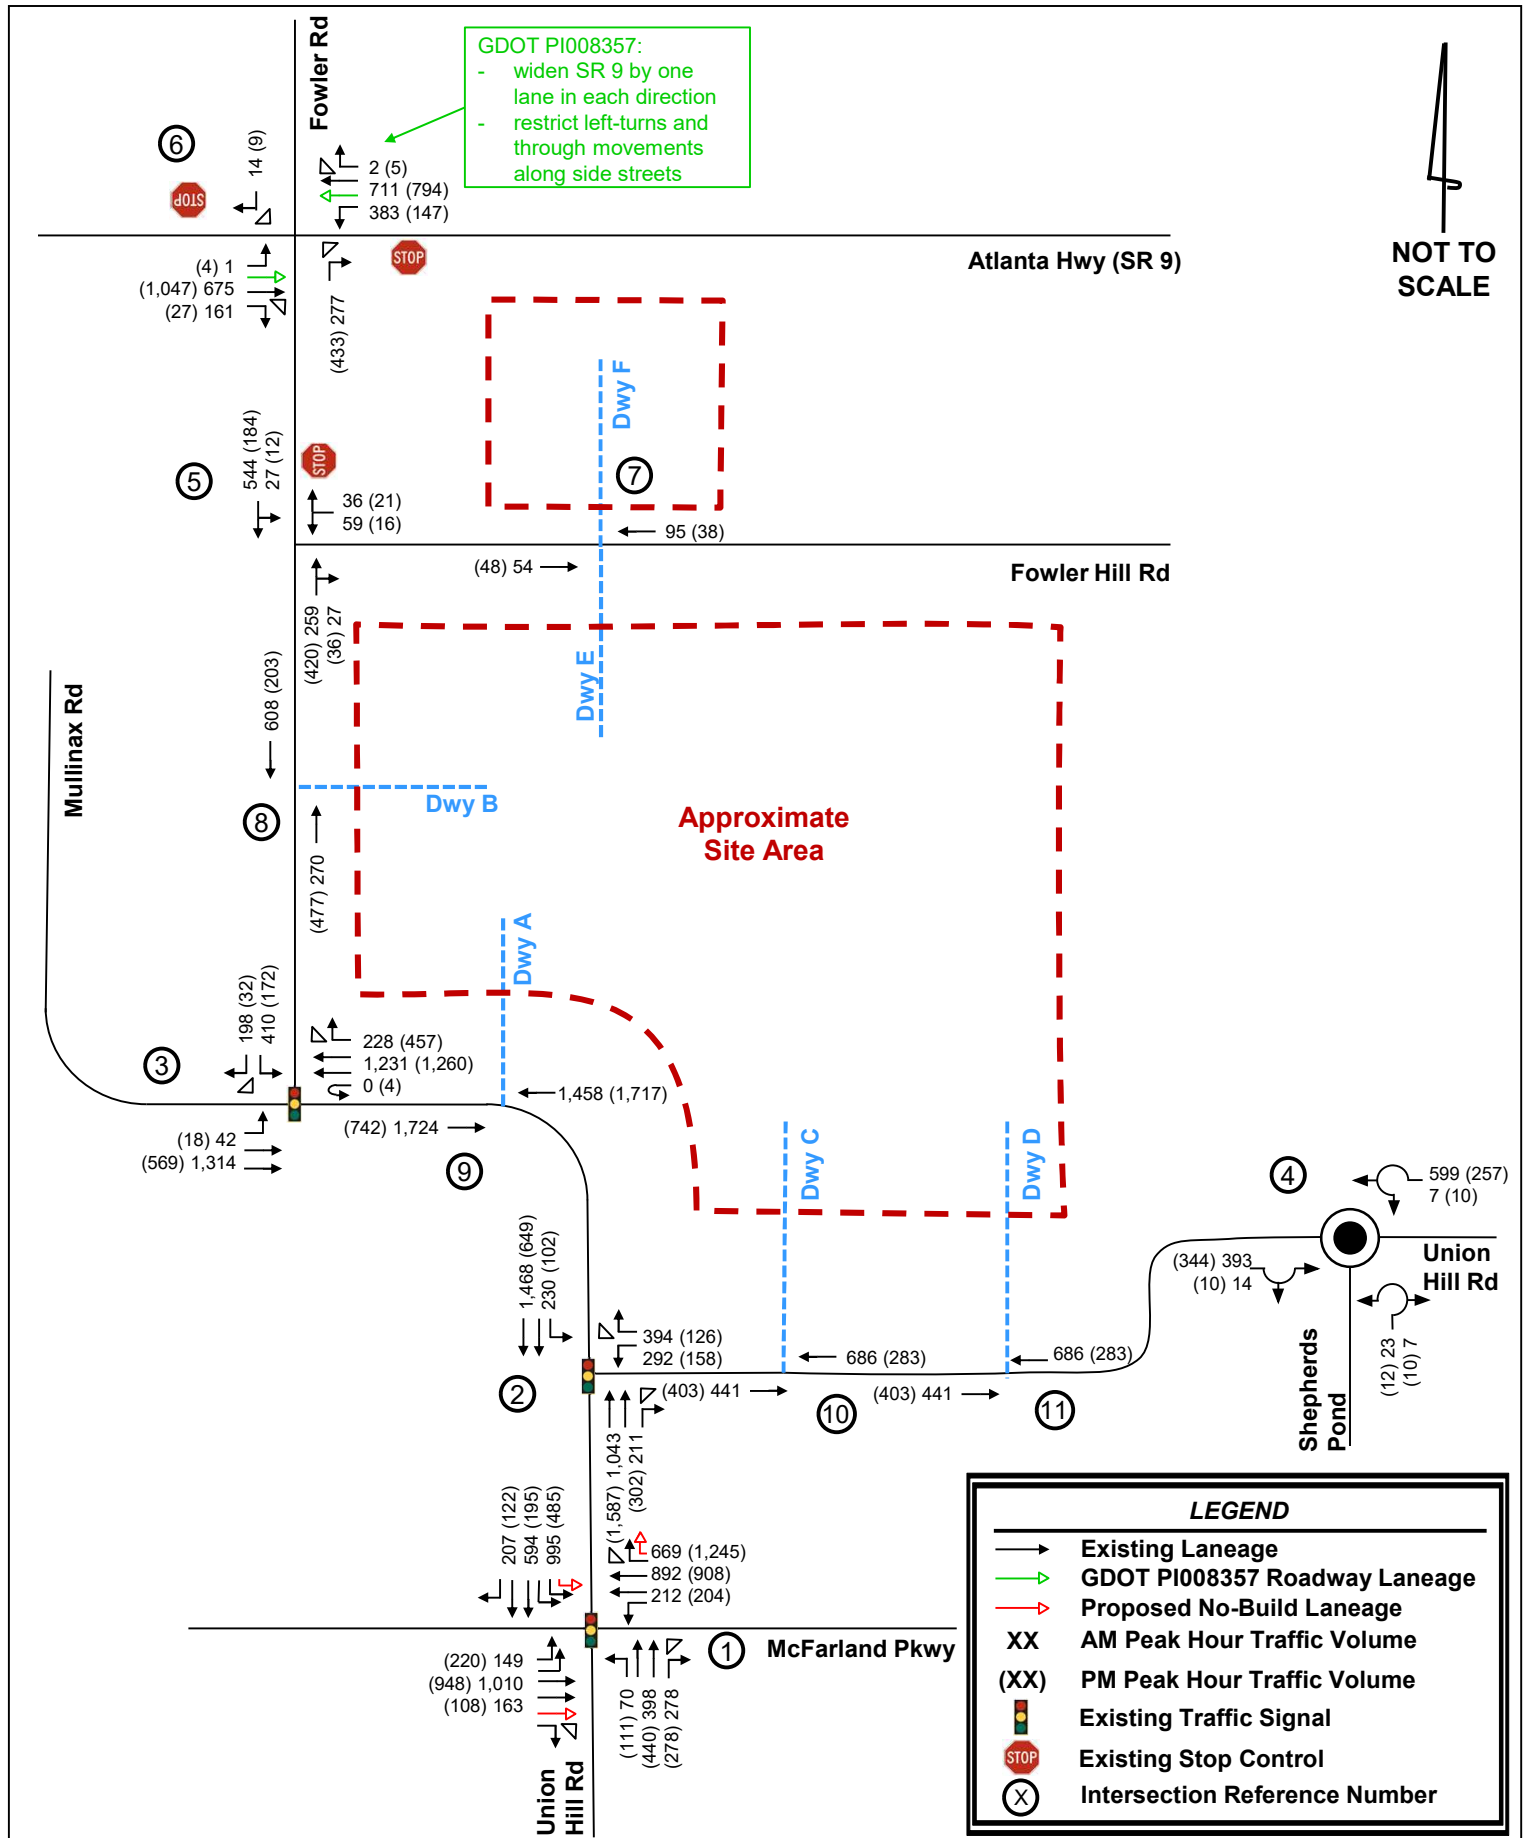 Fowler Rd
GDOT PI008357:
- widen SR 9 by one
lane in each direction
- restrict left-turns and
through movements
along side streets
6
14 (9)
STOP
2 (5)
711 (794)
383 (147)
NOT TO
SCALE
STOP
Atlanta Hwy (SR 9)
(4) 1
(1,047) 675
(27) 161
(433) 277
Dwy F
544 (184)
27 (12)
STOP
5
7
36 (21)
59 (16)
95 (38)
(48) 54
Fowler Hill Rd
(420) 259
(36) 27
Dwy E
608 (203)
Mullinax Rd
Dwy B
8
Approximate
Site Area
(477) 270
Dwy A
198 (32)
410 (172)
3
228 (457)
1,231 (1,260)
0 (4)
1,458 (1,717)
(742) 1,724
(18) 42
(569) 1,314
9
Dwy C
Dwy D
4
599 (257)
7 (10)
Union
Hill Rd
(344) 393
(10) 14
(12) 23
(10) 7
Shepherds
Pond
1,468 (649)
230 (102)
394 (126)
292 (158)
686 (283)
686 (283)
2
(403) 441
(403) 441
10
11
(1,587) 1,043
(302) 211
207 (122)
594 (195)
995 (485)
669 (1,245)
892 (908)
212 (204)
1
McFarland Pkwy
(220) 149
(948) 1,010
(108) 163
(111) 70
(440) 398
(278) 278
Union
Hill Rd
LEGEND
Existing Laneage
GDOT PI008357 Roadway Laneage
Proposed No-Build Laneage
XX AM Peak Hour Traffic Volume
(XX) PM Peak Hour Traffic Volume
Existing Traffic Signal
STOP Existing Stop Control
X Intersection Reference Number